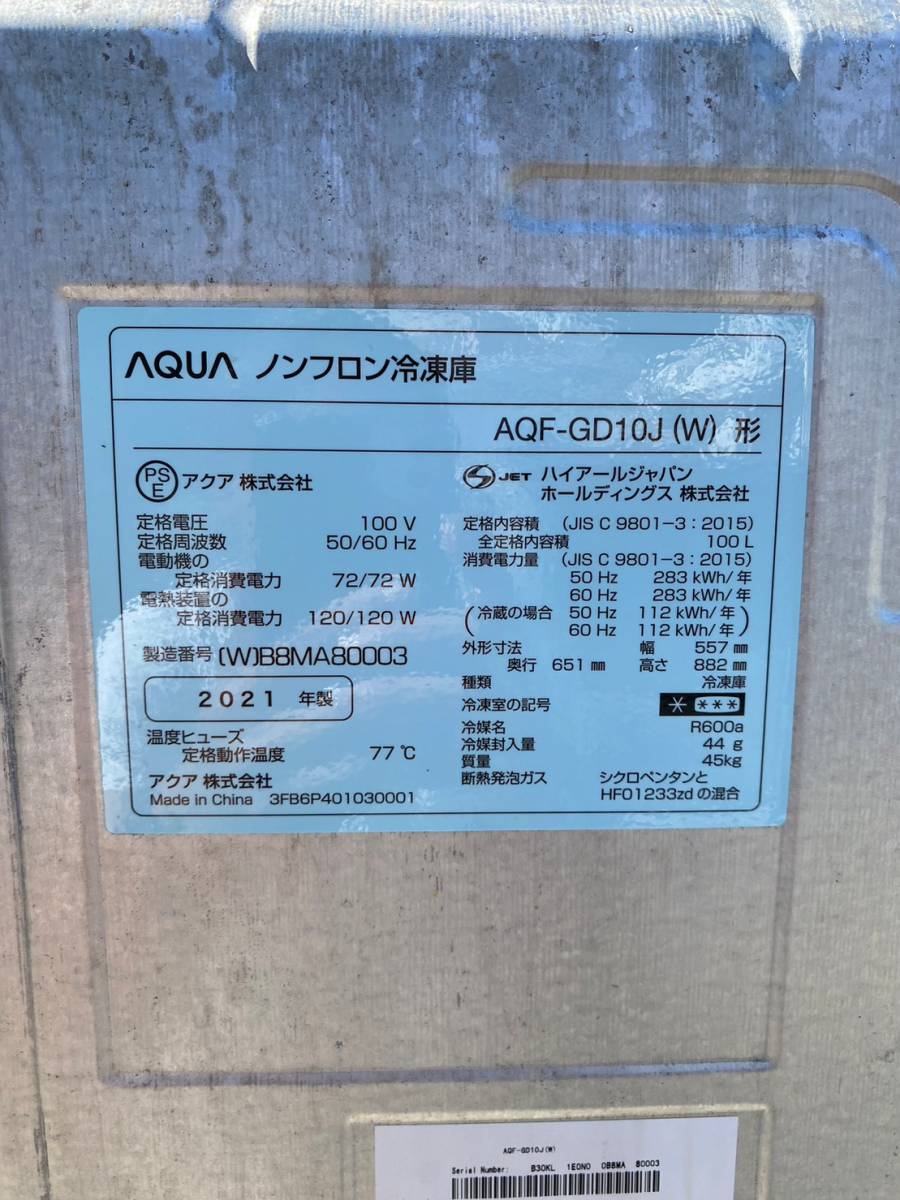 AQUA ノンフロン冷凍庫
AQF-GD10J (W) 形
PSE アクア 株式会社
定格電圧 100 V
定格周波数 50/60 Hz
電動機の
定格消費電力 72/72 W
電熱装置の
定格消費電力 120/120 W
製造番号 (W)B8MA80003
2021 年製
温度ヒューズ
定格動作温度 77 ℃
アクア 株式会社
Made in China 3FB6P401030001
S JET ハイアールジャパン
ホールディングス 株式会社
定格内容積 (JIS C 9801-3:2015)
全定格内容積 100 L
消費電力量 (JIS C 9801-3:2015)
50 Hz 283 kWh/年
60 Hz 283 kWh/年
(冷蔵の場合 50 Hz 112 kWh/年
60 Hz 112 kWh/年)
外形寸法 幅 557 mm
奥行 651 mm 高さ 882 mm
種類 冷凍庫
冷凍室の記号 * ***
冷媒名 R600a
冷媒封入量 44 g
質量 45kg
断熱発泡ガス シクロペンタンと
HFO1233zd の混合
AQF-GD10J(W)
Serial Number: B30KL 1E0N0 0B8MA 80003